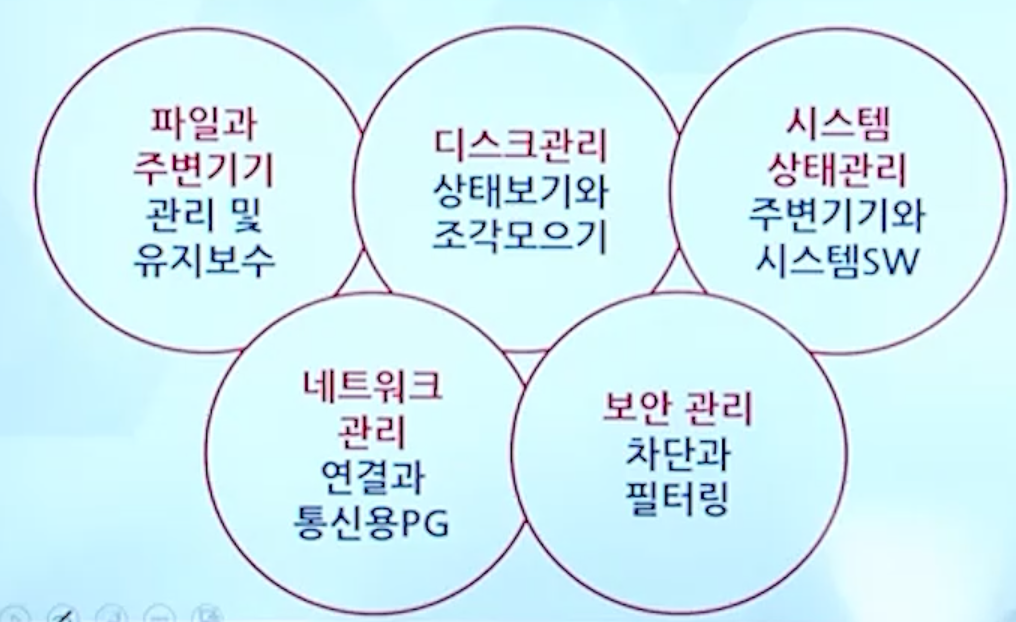 파일과
주변기기
관리 및
유지보수
디스크관리
상태보기와
조각모으기
시스템
상태관리
주변기기와
시스템SW
네트워크
관리
연결과
통신용PG
보안 관리
차단과
필터링